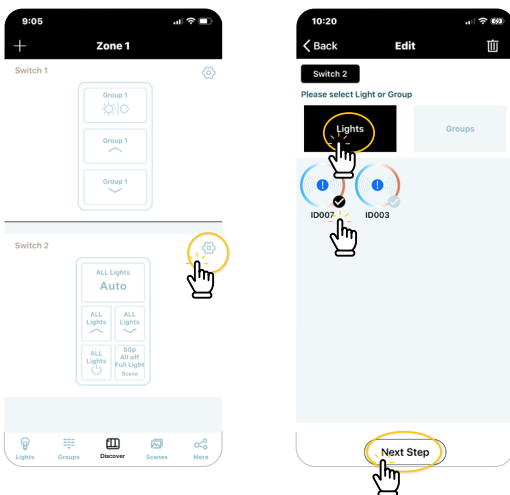 9:05
Zone 1
Switch 1
Group 1
Group 1
Group 1
Switch 2
ALL Lights
Auto
ALL
Lights
ALL
Lights
ALL
Lights
50p
All off
Full Light
Scene
Lights
Groups
Discover
Scenes
More
10:20
69
Back
Edit
Switch 2
Please select Light or Group
Lights
Groups
ID007
ID003
Next Step